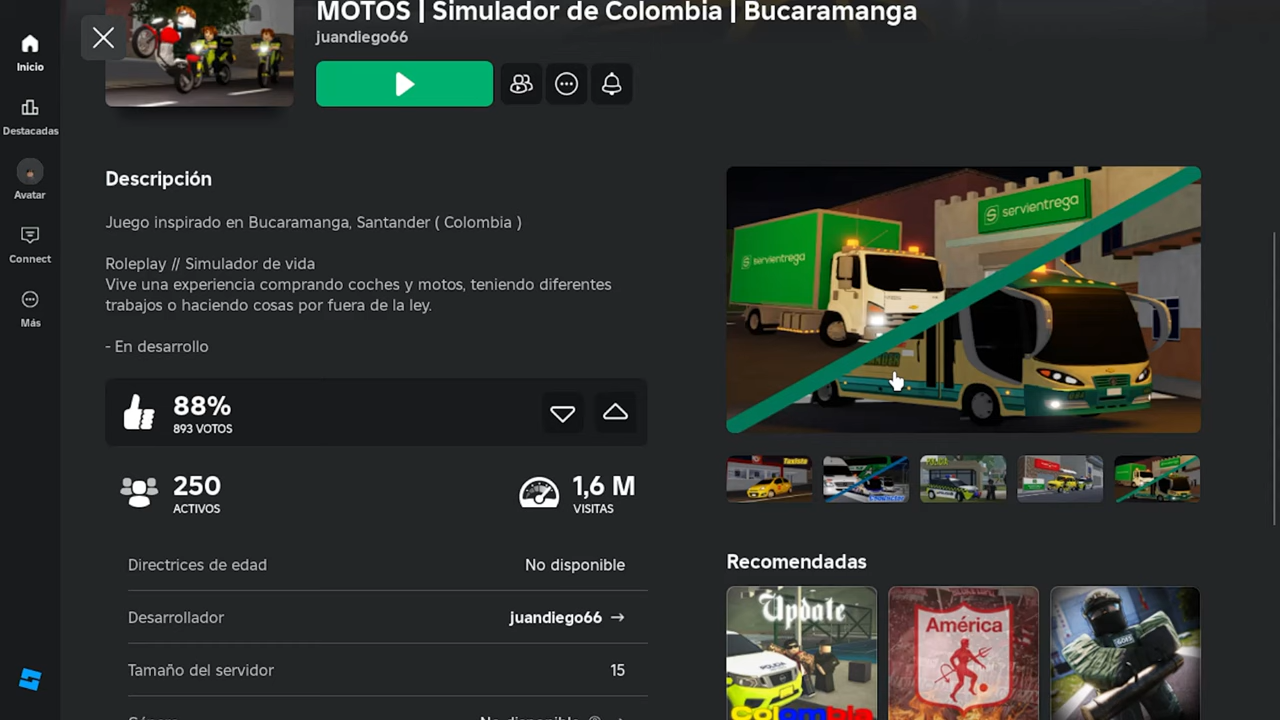 MOTOS | Simulador de Colombia | Bucaramanga
juandiego66
Inicio
Destacadas
Avatar
Connect
Más
Descripción
Juego inspirado en Bucaramanga, Santander ( Colombia )
Roleplay // Simulador de vida
Vive una experiencia comprando coches y motos, teniendo diferentes
trabajos o haciendo cosas por fuera de la ley.
- En desarrollo
88%
893 VOTOS
250
ACTIVOS
1,6 M
VISITAS
Directrices de edad
No disponible
Desarrollador
juandiego66 →
Tamaño del servidor
15
servientrega
servientrega
Taxista
Recomendadas
Update
POLICIA
Colombia
América